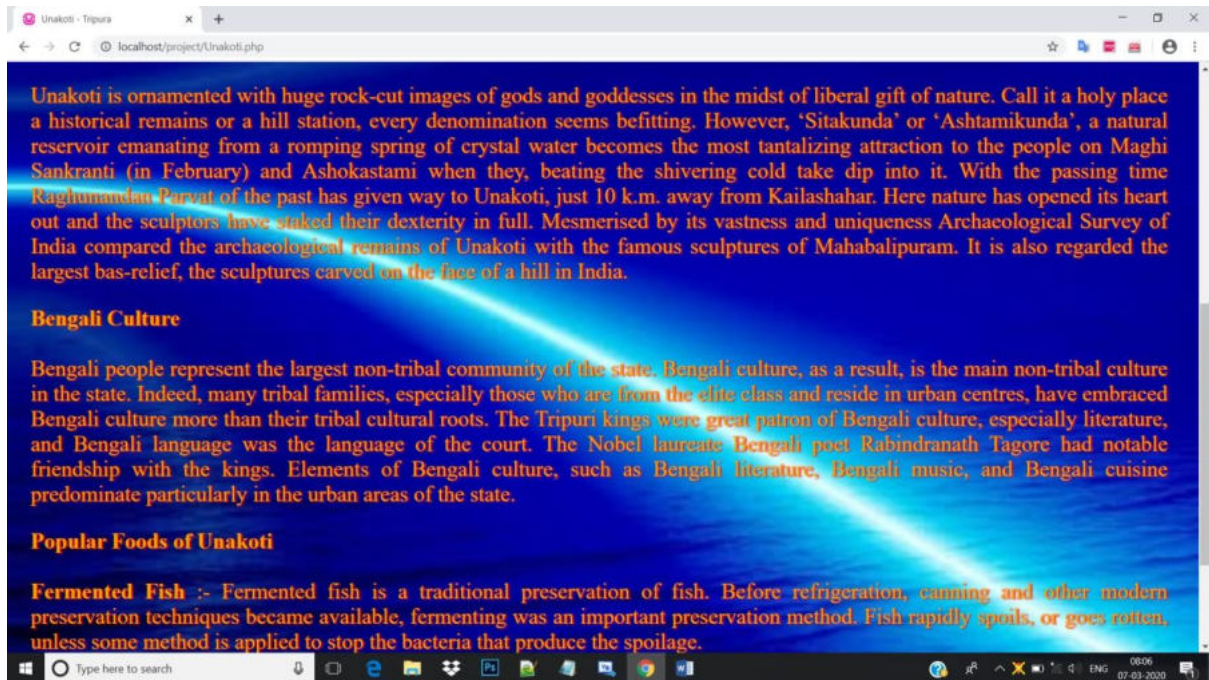 Unakoti - Tripura
localhost/project/Unakoti.php
Unakoti is ornamented with huge rock-cut images of gods and goddesses in the midst of liberal gift of nature. Call it a holy place
a historical remains or a hill station, every denomination seems befitting. However, ‘Sitakunda’ or ‘Ashtamikunda’, a natural
reservoir emanating from a romping spring of crystal water becomes the most tantalizing attraction to the people on Maghi
Sankranti (in February) and Ashokastami when they, beating the shivering cold take dip into it. With the passing time
Raghunandan Parvat of the past has given way to Unakoti, just 10 k.m. away from Kailashahar. Here nature has opened its heart
out and the sculptors have staked their dexterity in full. Mesmerised by its vastness and uniqueness Archaeological Survey of
India compared the archaeological remains of Unakoti with the famous sculptures of Mahabalipuram. It is also regarded the
largest bas-relief, the sculptures carved on the face of a hill in India.
Bengali Culture
Bengali people represent the largest non-tribal community of the state. Bengali culture, as a result, is the main non-tribal culture
in the state. Indeed, many tribal families, especially those who are from the elite class and reside in urban centres, have embraced
Bengali culture more than their tribal cultural roots. The Tripuri kings were great patron of Bengali culture, especially literature,
and Bengali language was the language of the court. The Nobel laureate Bengali poet Rabindranath Tagore had notable
friendship with the kings. Elements of Bengali culture, such as Bengali literature, Bengali music, and Bengali cuisine
predominate particularly in the urban areas of the state.
Popular Foods of Unakoti
Fermented Fish :- Fermented fish is a traditional preservation of fish. Before refrigeration, canning and other modern
preservation techniques became available, fermenting was an important preservation method. Fish rapidly spoils, or goes rotten,
unless some method is applied to stop the bacteria that produce the spoilage.
Type here to search
Ps
ENG
08:06
07-03-2020